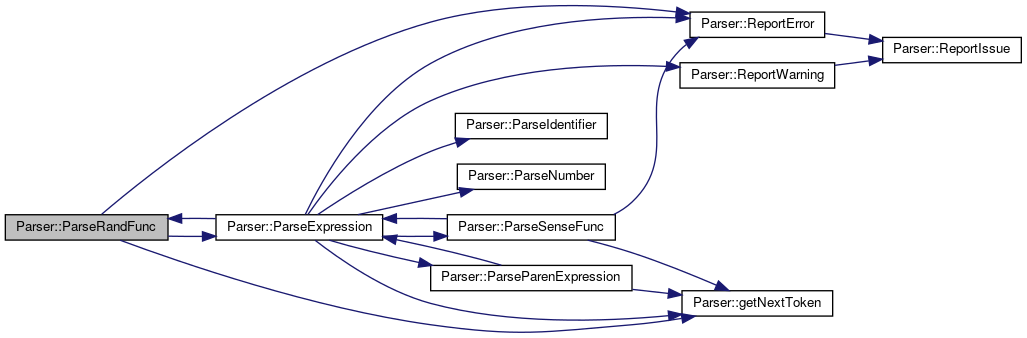 Parser::ReportError
Parser::ReportIssue
Parser::ReportWarning
Parser::ParseIdentifier
Parser::ParseNumber
Parser::ParseRandFunc
Parser::ParseExpression
Parser::ParseSenseFunc
Parser::ParseParenExpression
Parser::getNextToken